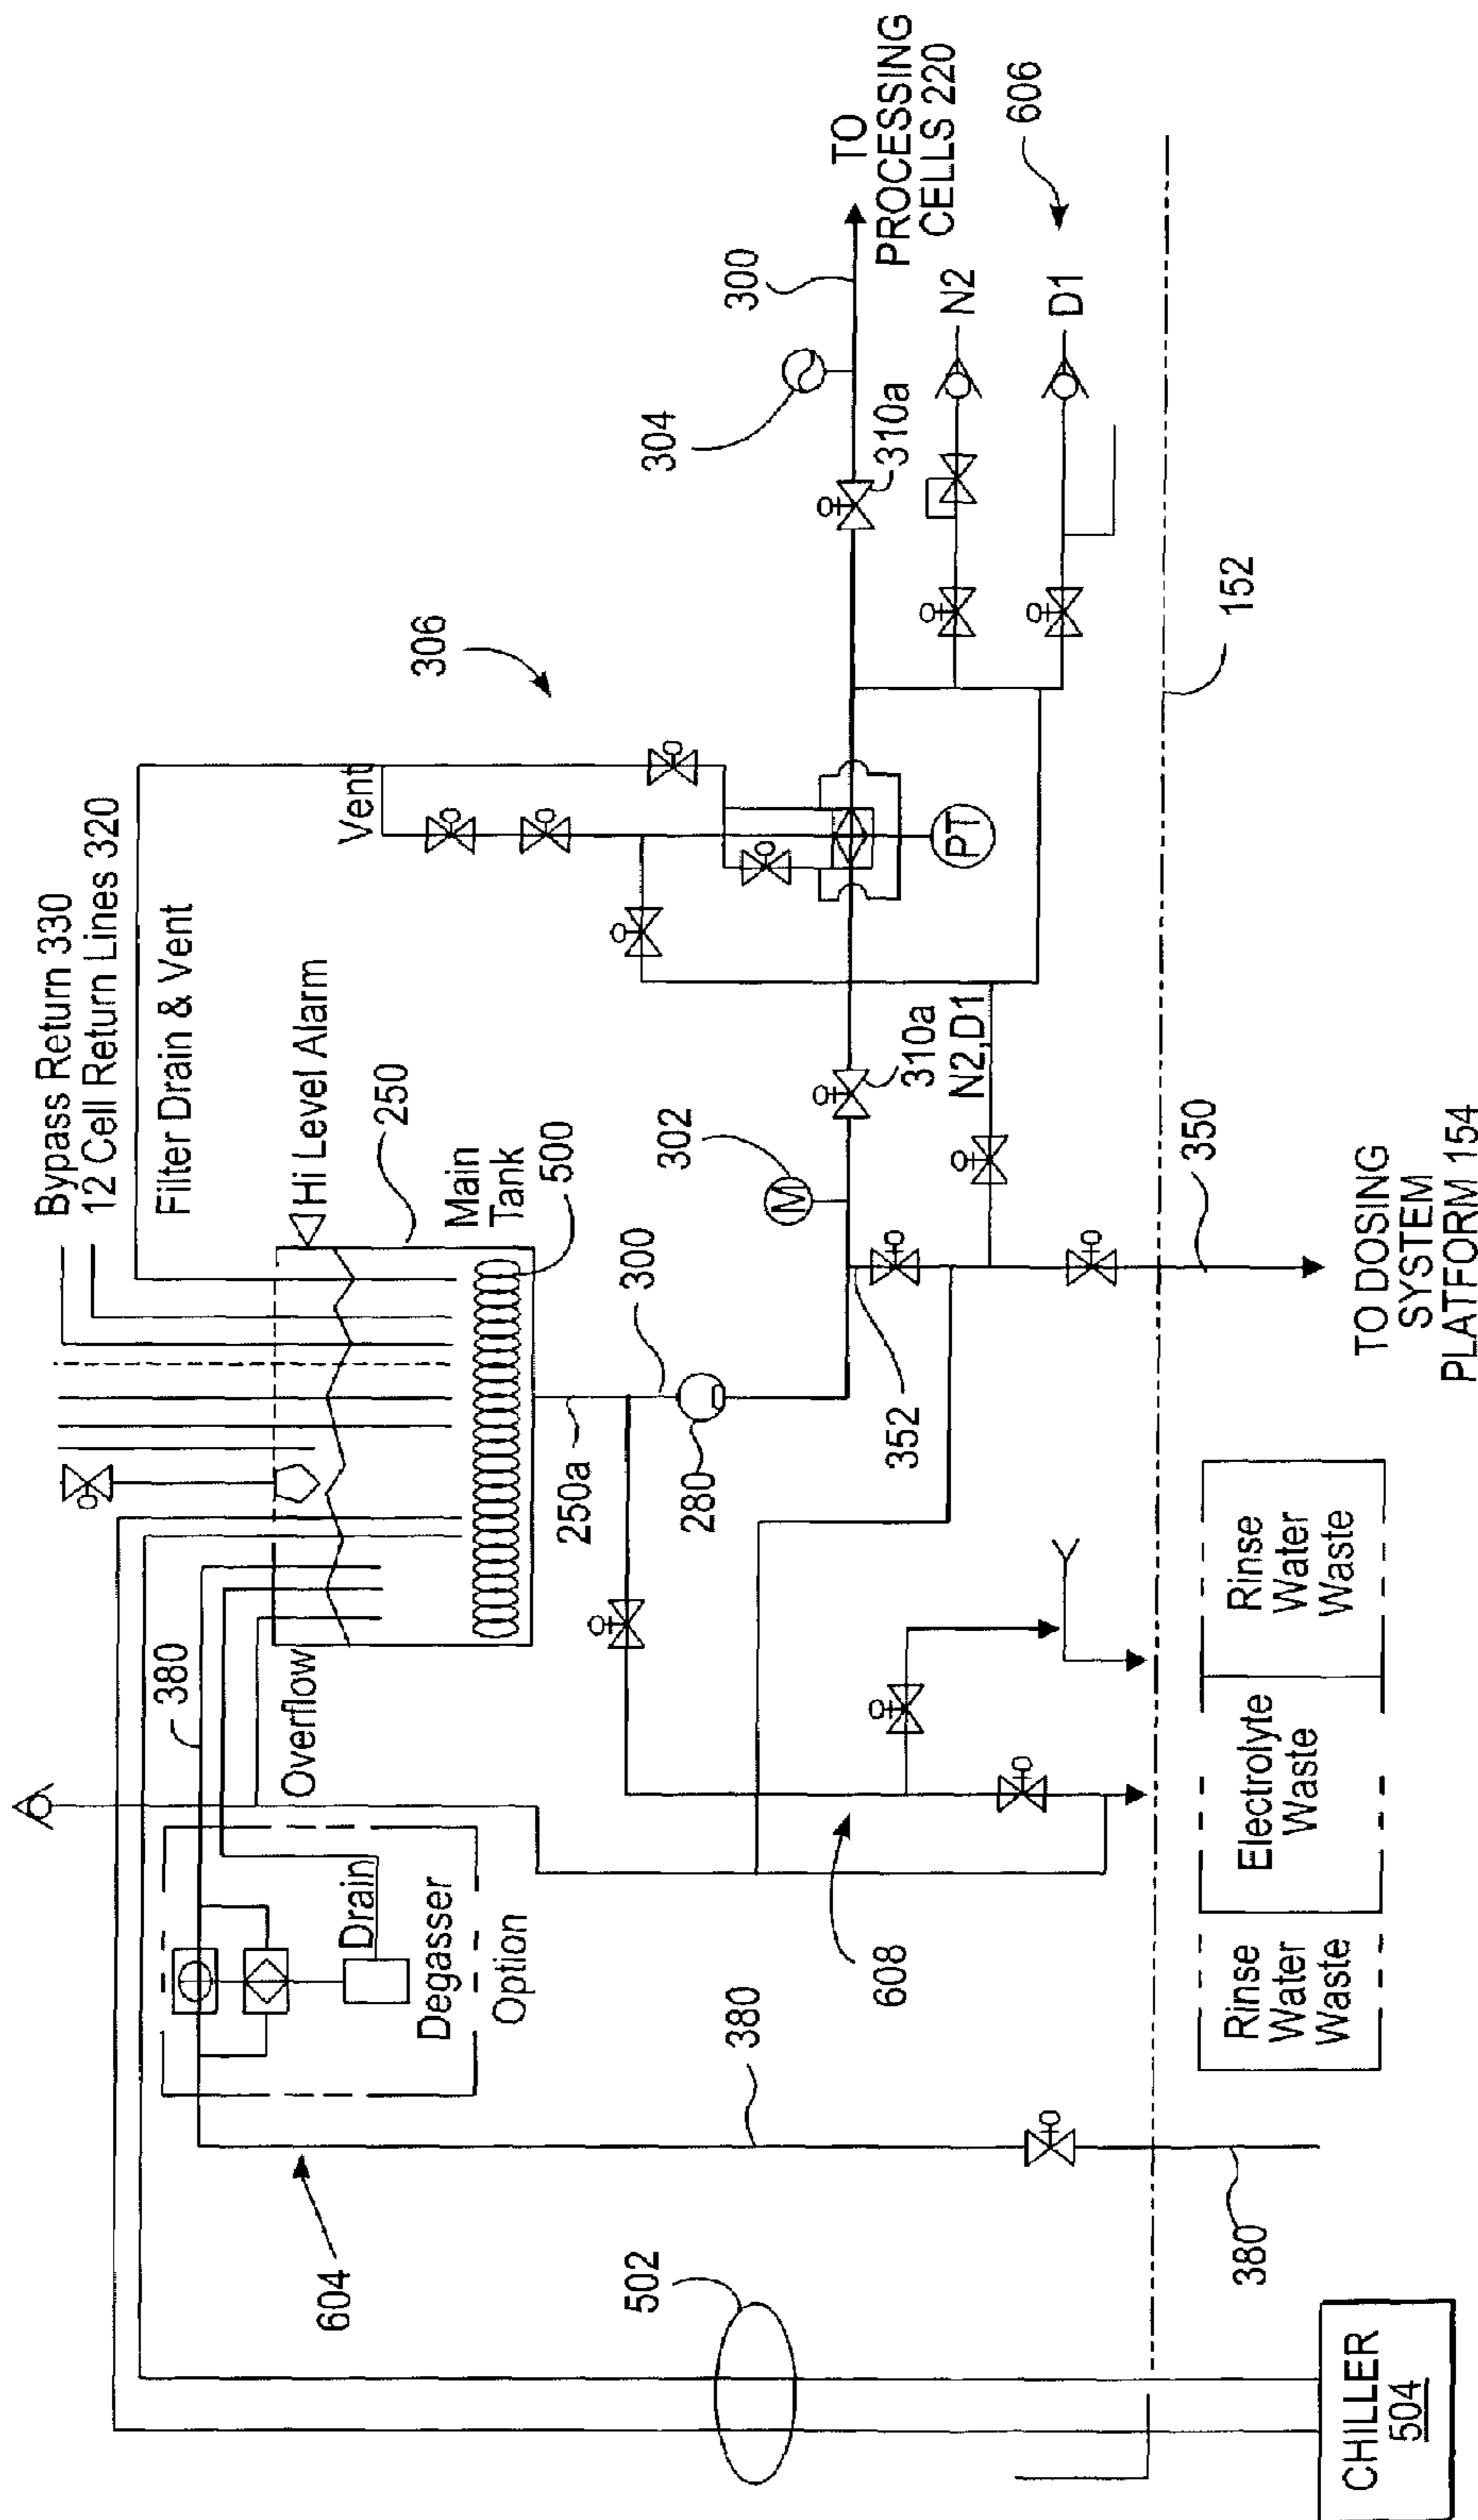 Bypass Return 330
12 Cell Return Lines 320
Filter Drain & Vent
Hi Level Alarm
250
Main
Tank
500
Overflow
380
Drain
Degasser
Option
604
502
CHILLER
504
380
380
608
250a
280
300
352
302
310a
N2,D1
Vent
306
PT
M
304
310a
300
TO
PROCESSING
CELLS 220
N2
D1
606
152
350
TO DOSING
SYSTEM
PLATFORM 154
Rinse
Water
Waste
Electrolyte
Waste
Rinse
Water
Waste